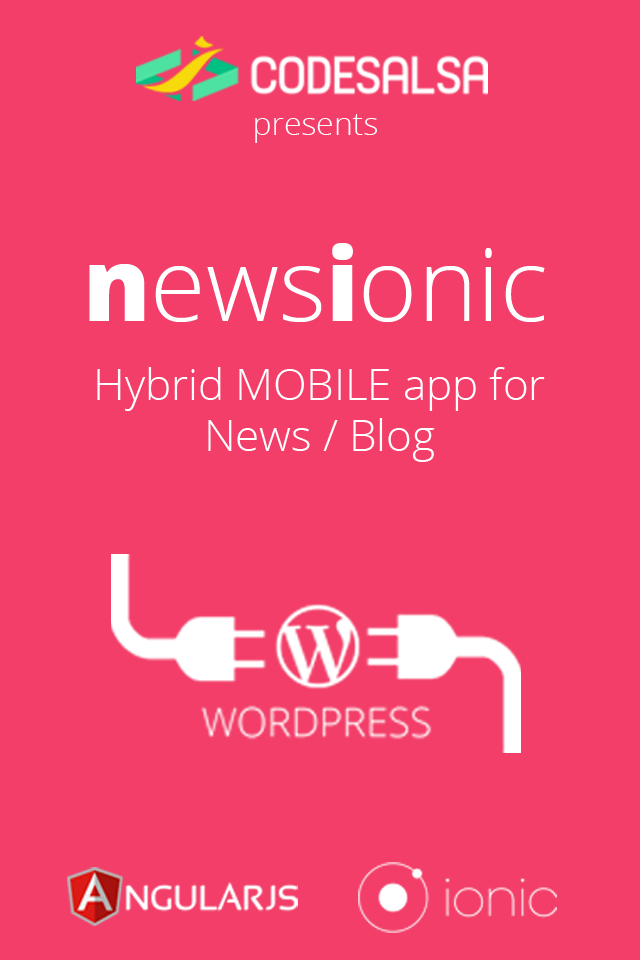 CODESALSA
presents
newsionic
Hybrid MOBILE app for
News / Blog
W
WORDPRESS
ANGULARJS
ionic